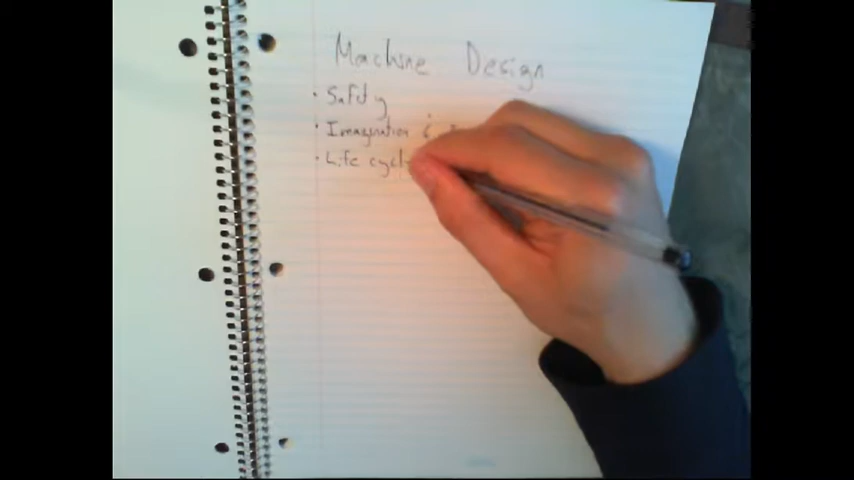 Machine Design
• Safety
• Imagination &
• Life cycle